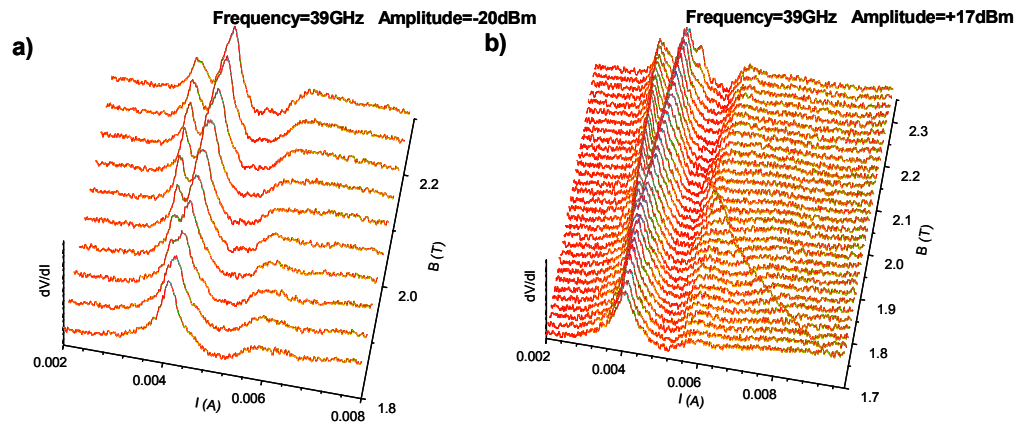 Frequency=39GHz Amplitude=-20dBm
a)
dV/dI
0.002
0.004
0.006
0.008
I (A)
1.8
2.0
2.2
B (T)
Frequency=39GHz Amplitude=+17dBm
b)
dV/dI
0.002
0.004
0.006
0.008
I (A)
1.7
1.8
1.9
2.0
2.1
2.2
2.3
B (T)